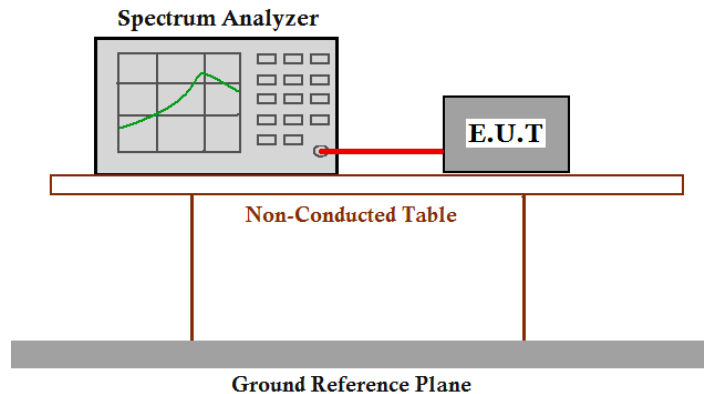 Spectrum Analyzer
E.U.T
Non-Conducted Table
Ground Reference Plane